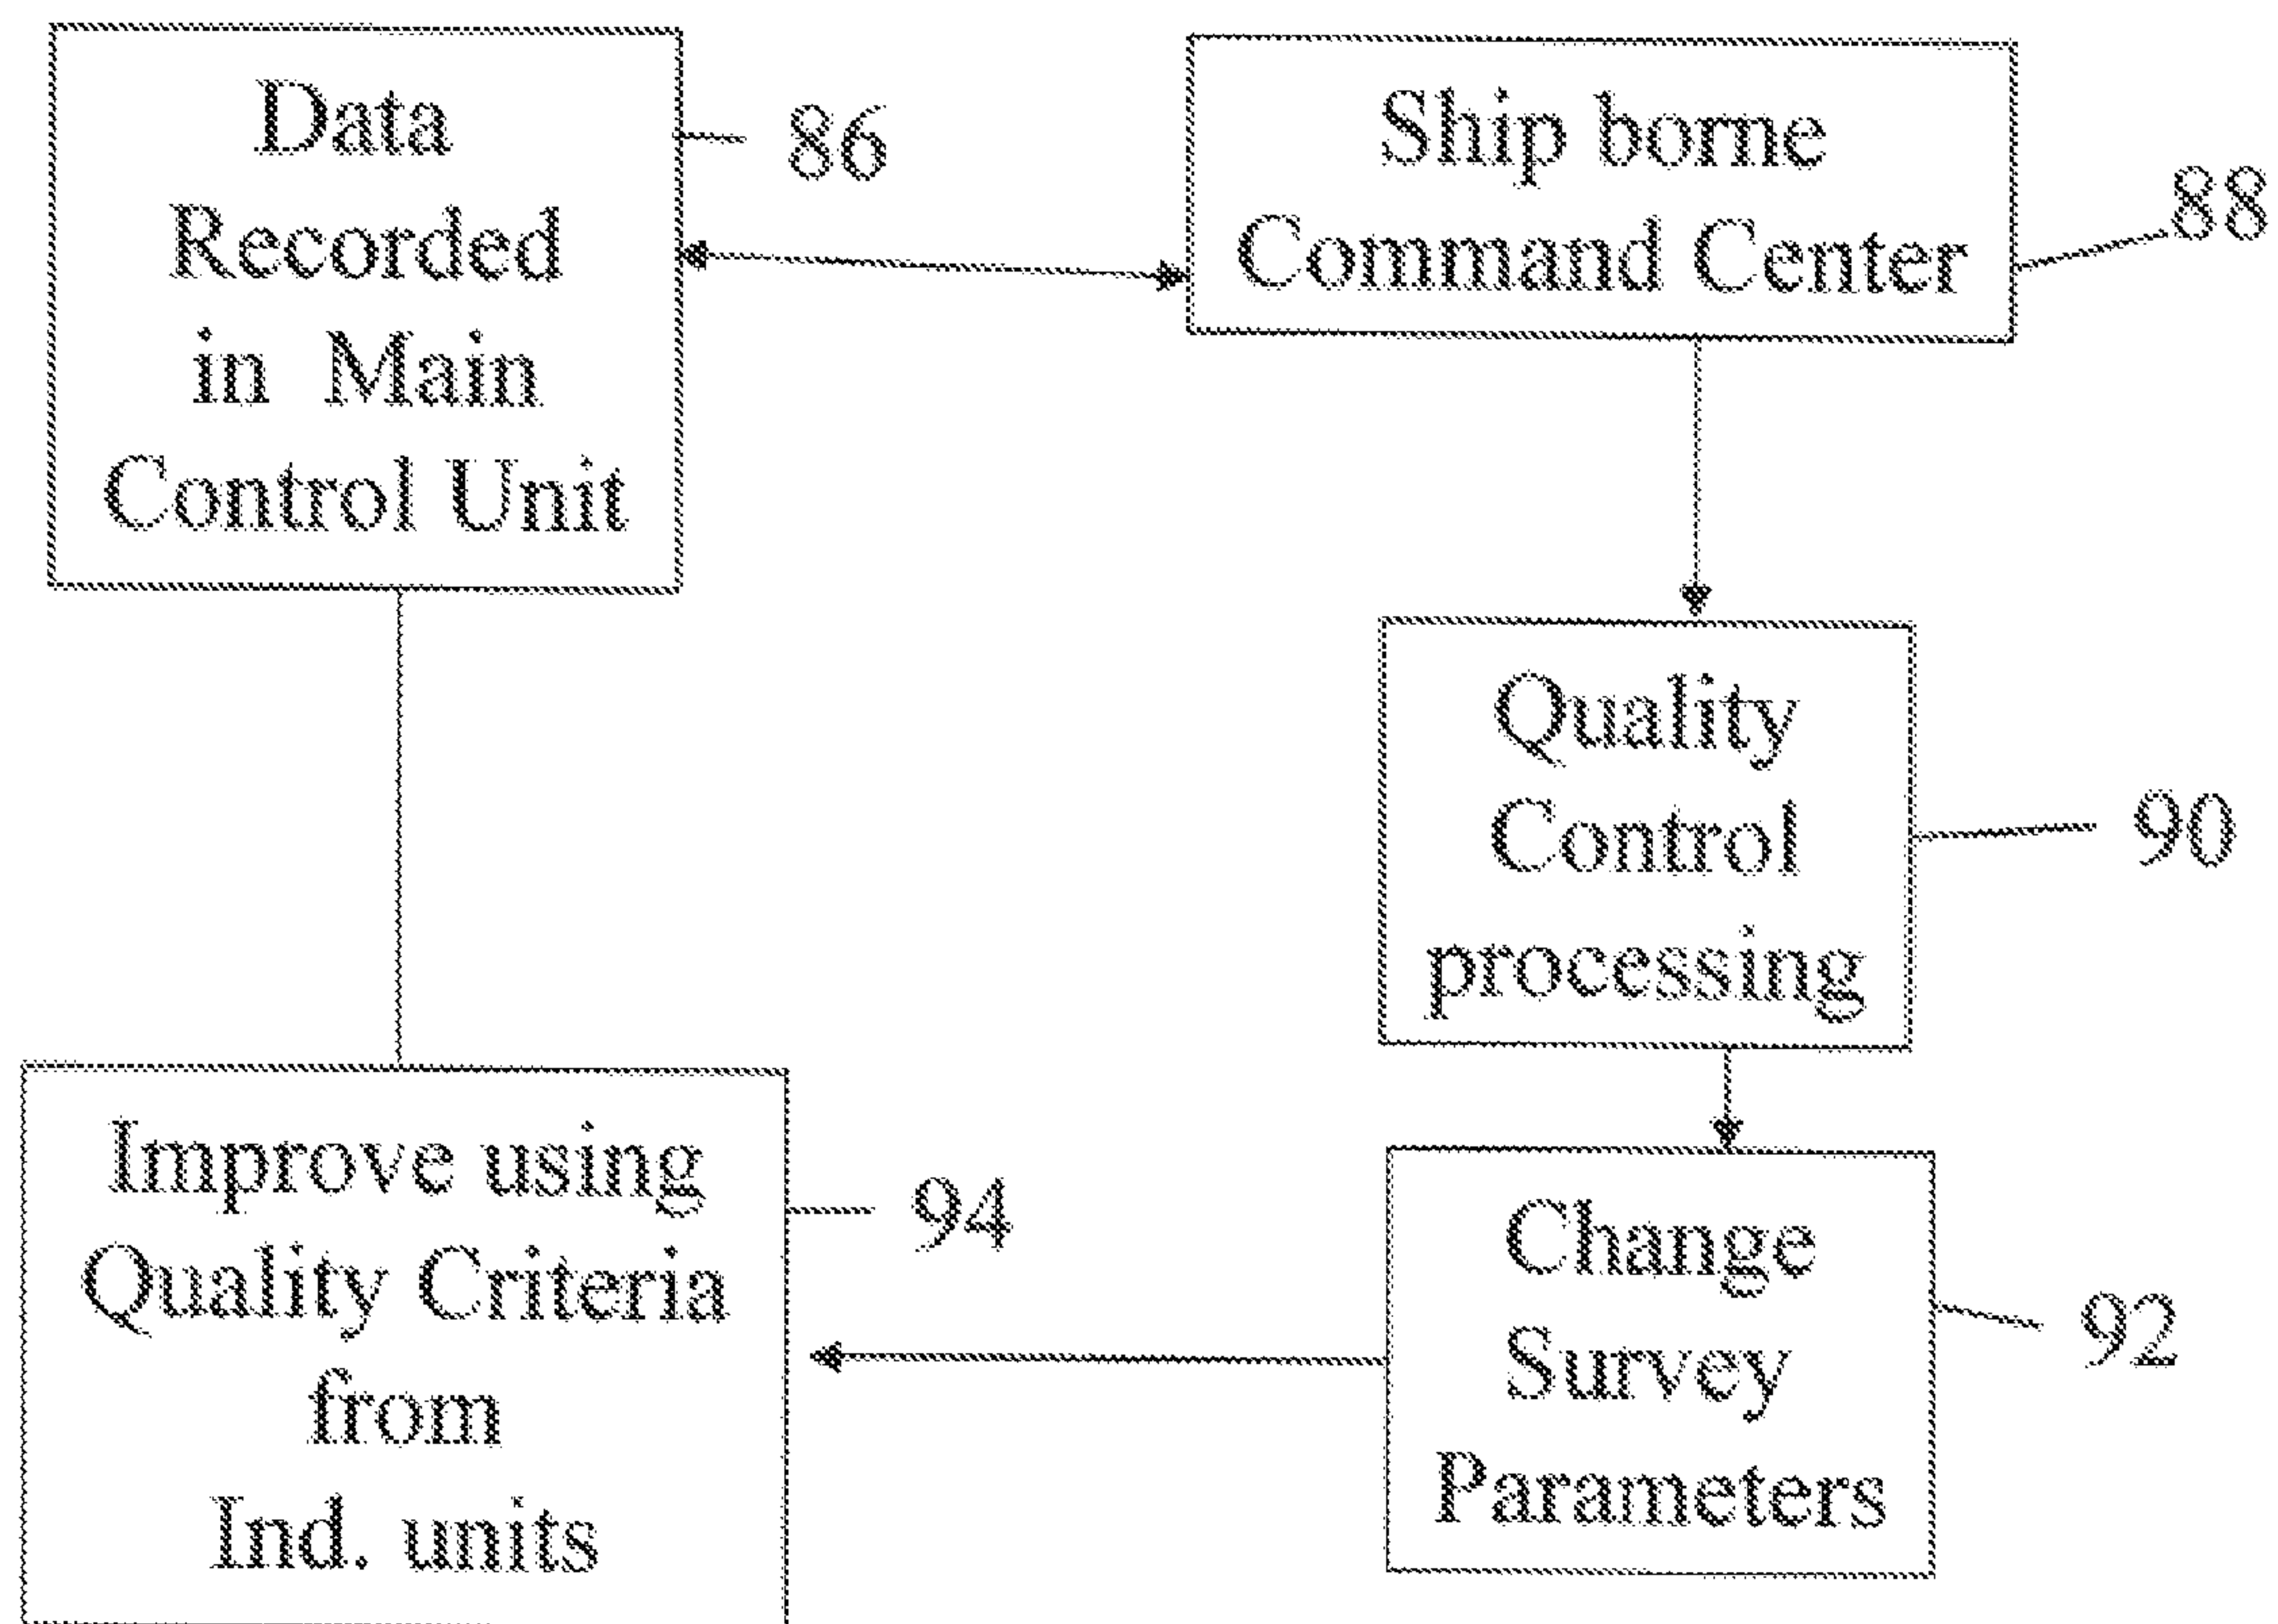 Data
Recorded
in Main
Control Unit
86
Ship borne
Command Center
88
Quality
Control
processing
90
Improve using
Quality Criteria
from
Ind. units
94
Change
Survey
Parameters
92